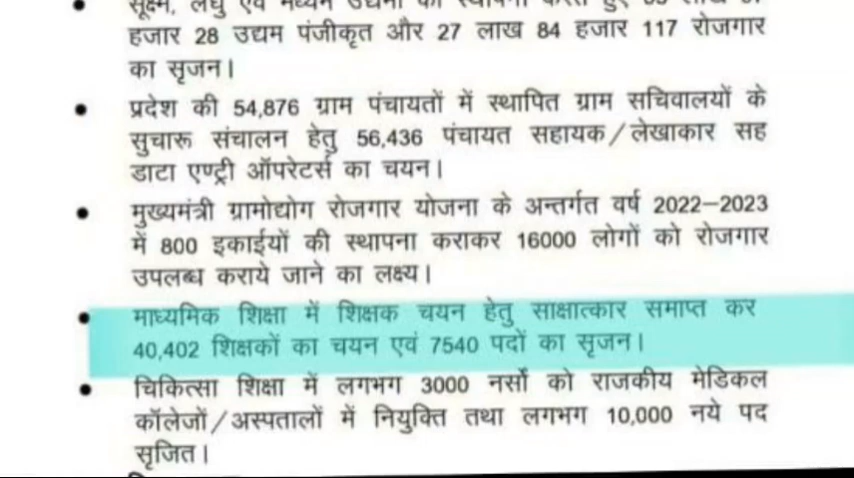 हजार 28 उद्यम पंजीकृत और 27 लाख 84 हजार 117 रोजगार
का सृजन।
• प्रदेश की 54,876 ग्राम पंचायतों में स्थापित ग्राम सचिवालयों के
सुचारू संचालन हेतु 56,436 पंचायत सहायक/लेखाकार सह
डाटा एण्ट्री ऑपरेटर्स का चयन।
• मुख्यमंत्री ग्रामोद्योग रोजगार योजना के अन्तर्गत वर्ष 2022–2023
में 800 इकाईयों की स्थापना कराकर 16000 लोगों को रोजगार
उपलब्ध कराये जाने का लक्ष्य।
• माध्यमिक शिक्षा में शिक्षक चयन हेतु साक्षात्कार समाप्त कर
40,402 शिक्षकों का चयन एवं 7540 पदों का सृजन।
• चिकित्सा शिक्षा में लगभग 3000 नर्सों को राजकीय मेडिकल
कॉलेजों/अस्पतालों में नियुक्ति तथा लगभग 10,000 नये पद
सृजित।